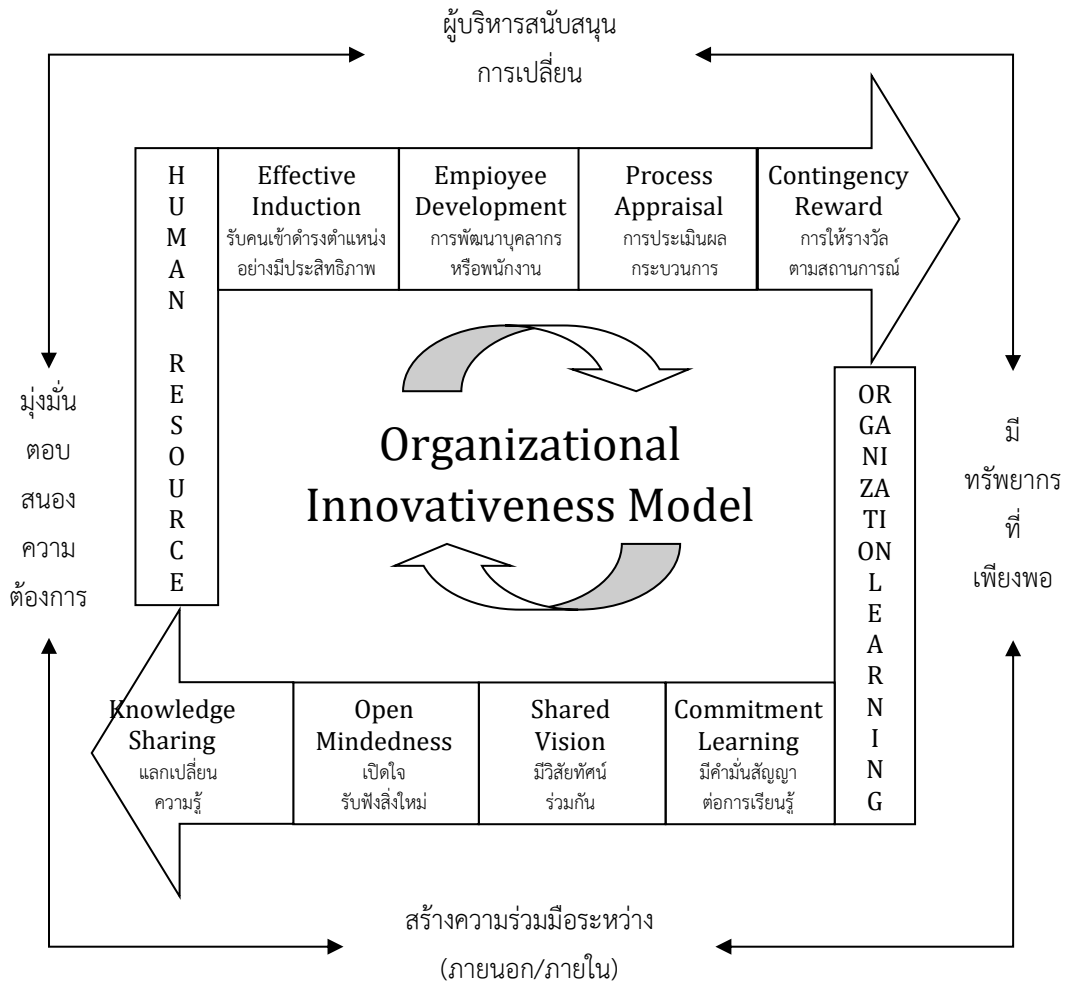 ผู้บริหารสนับสนุน
การเปลี่ยน
HUMAN RESOURCE
Effective
Induction
รับคนเข้าดำรงตำแหน่ง
อย่างมีประสิทธิภาพ
Empioyee
Development
การพัฒนาบุคลากร
หรือพนักงาน
Process
Appraisal
การประเมินผล
กระบวนการ
Contingency
Reward
การให้รางวัล
ตามสถานการณ์
มุ่งมั่น
ตอบ
สนอง
ความ
ต้องการ
Organizational
Innovativeness Model
OR
GA
NI
ZA
TI
ON
L
E
A
R
N
I
N
G
มี
ทรัพยากร
ที่
เพียงพอ
Knowledge
Sharing
แลกเปลี่ยน
ความรู้
Open
Mindedness
เปิดใจ
รับฟังสิ่งใหม่
Shared
Vision
มีวิสัยทัศน์
ร่วมกัน
Commitment
Learning
มีคำมั่นสัญญา
ต่อการเรียนรู้
สร้างความร่วมมือระหว่าง
(ภายนอก/ภายใน)